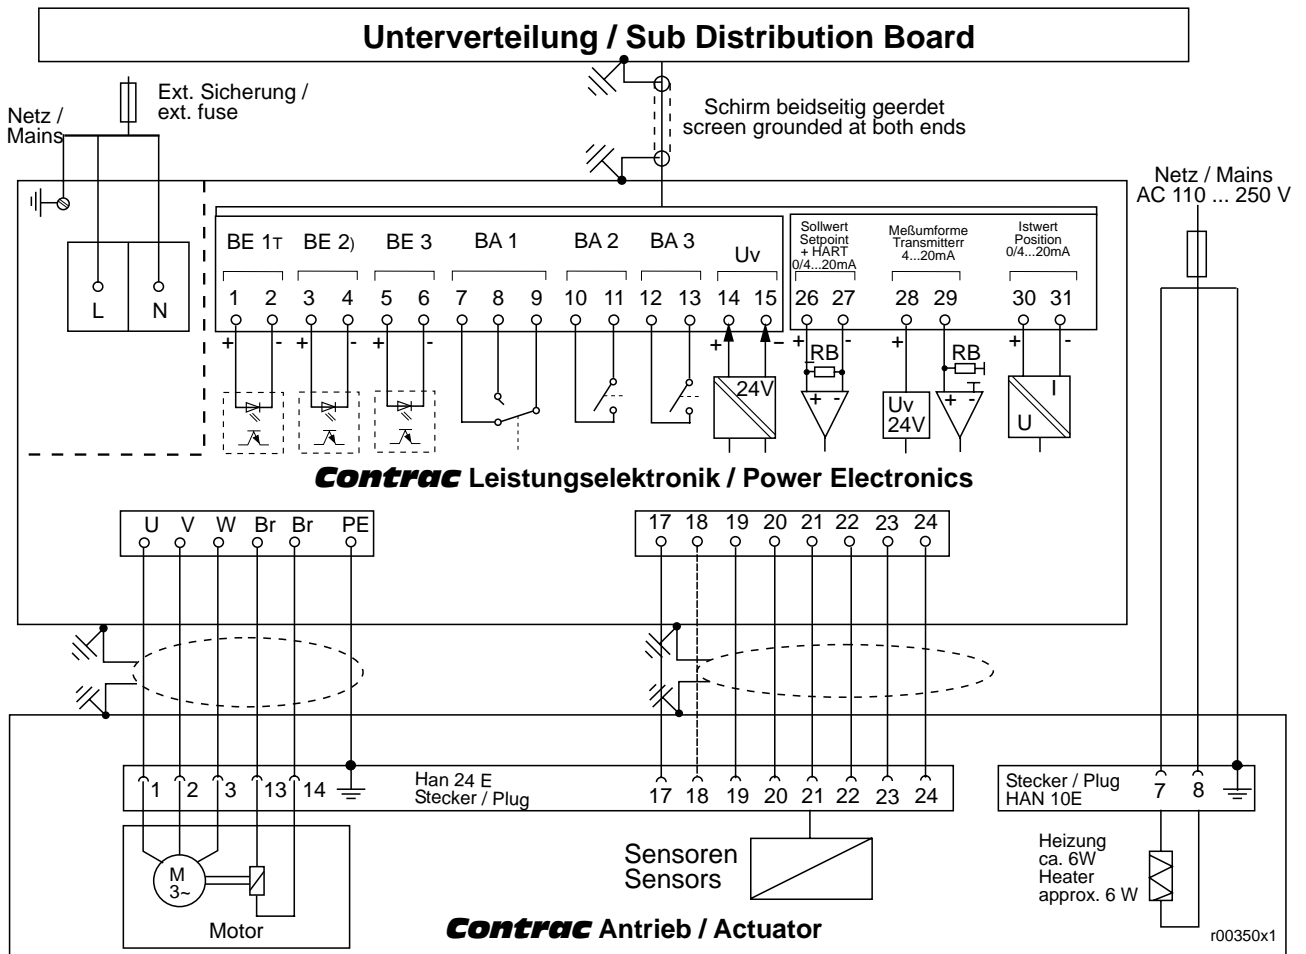 Unterverteilung / Sub Distribution Board
Ext. Sicherung /
ext. fuse
Netz /
Mains
Schirm beidseitig geerdet
screen grounded at both ends
Netz / Mains
AC 110 ... 250 V
BE 1T BE 2) BE 3 BA 1 BA 2 BA 3 Uv
Sollwert
Setpoint
+ HART
0/4...20mA
Meßumforme
Transmitterr
4...20mA
Istwert
Position
0/4...20mA
1 2 3 4 5 6 7 8 9 10 11 12 13 14 15 26 27 28 29 30 31
L N
+ - + - + - + - + - + + -
RB RB
24V
+ - + -
Uv
24V
I
U
Contrac Leistungselektronik / Power Electronics
U V W Br Br PE
17 18 19 20 21 22 23 24
1 2 3 13 14
Han 24 E
Stecker / Plug
17 18 19 20 21 22 23 24
Stecker / Plug
HAN 10E
7 8
M
3~
Motor
Sensoren
Sensors
Heizung
ca. 6W
Heater
approx. 6 W
Contrac Antrieb / Actuator
r00350x1